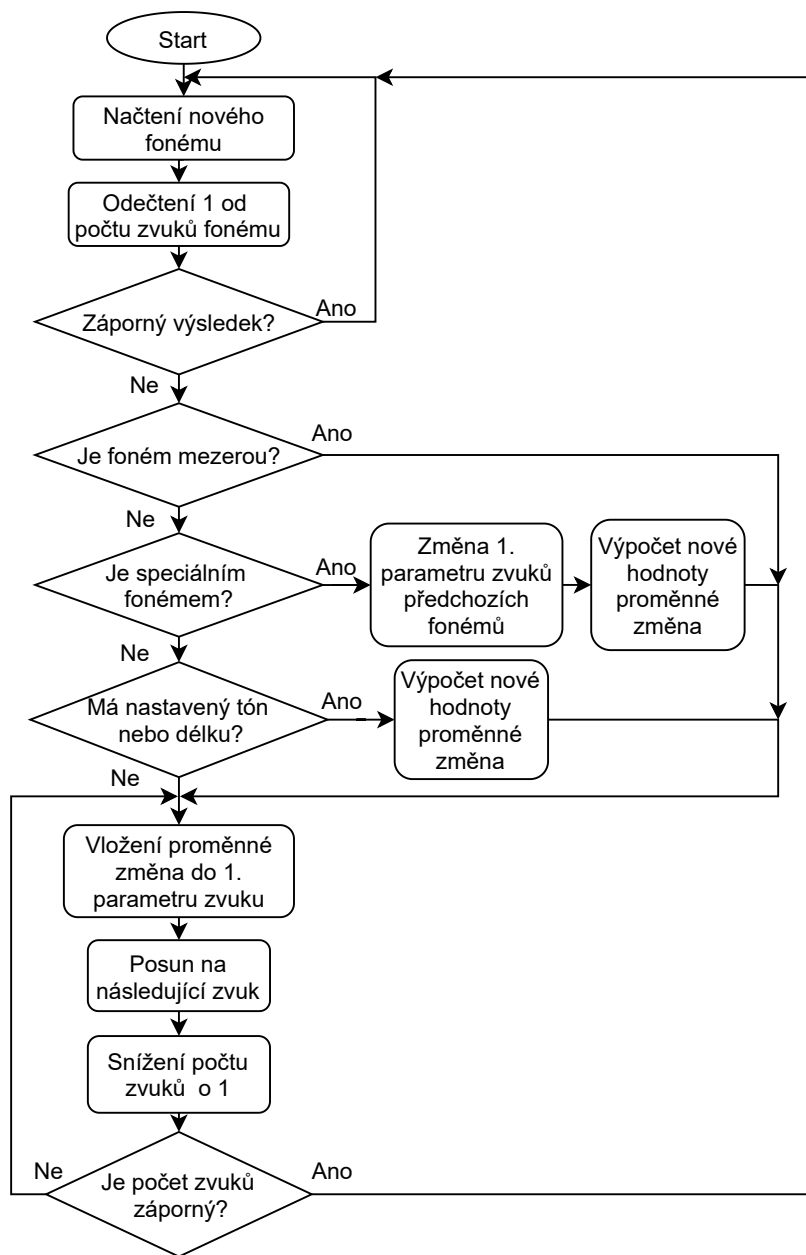 Start
Načtení nového
fonému
Odečtení 1 od
počtu zvuků fonému
Záporný výsledek?
Ano
Ne
Je foném mezerou?
Ano
Ne
Je speciálním
fonémem?
Ano
Změna 1.
parametru zvuků
předchozích
fonémů
Výpočet nové
hodnoty
proměnné
změna
Ne
Má nastavený tón
nebo délku?
Ano
Výpočet nové
hodnoty
proměnné
změna
Ne
Vložení proměnné
změna do 1.
parametru zvuku
Posun na
následující zvuk
Snížení počtu
zvuků o 1
Je počet zvuků
záporný?
Ne
Ano